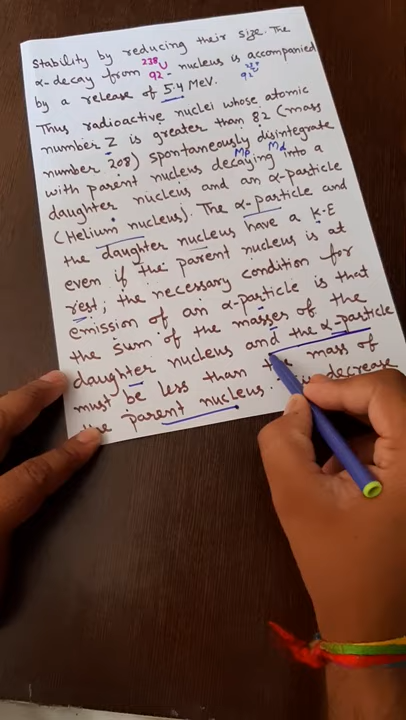 Stability by reducing their size. The
α-decay from ²³⁸₉₂U - nucleus is accompanied
by a release of 5.4 MeV.
Thus radioactive nuclei whose atomic
number Z is greater than 82 (mass
number 208) spontaneously disintegrate
with parent nucleus decaying into a
daughter nucleus and an α-particle
(Helium nucleus). The α-particle and
the daughter nucleus have a K.E
even if the parent nucleus is at
rest; the necessary condition for
emission of an α-particle is that
the sum of the masses of the
daughter nucleus and the α-particle
must be less than mass of
the parent nucleus. decrease